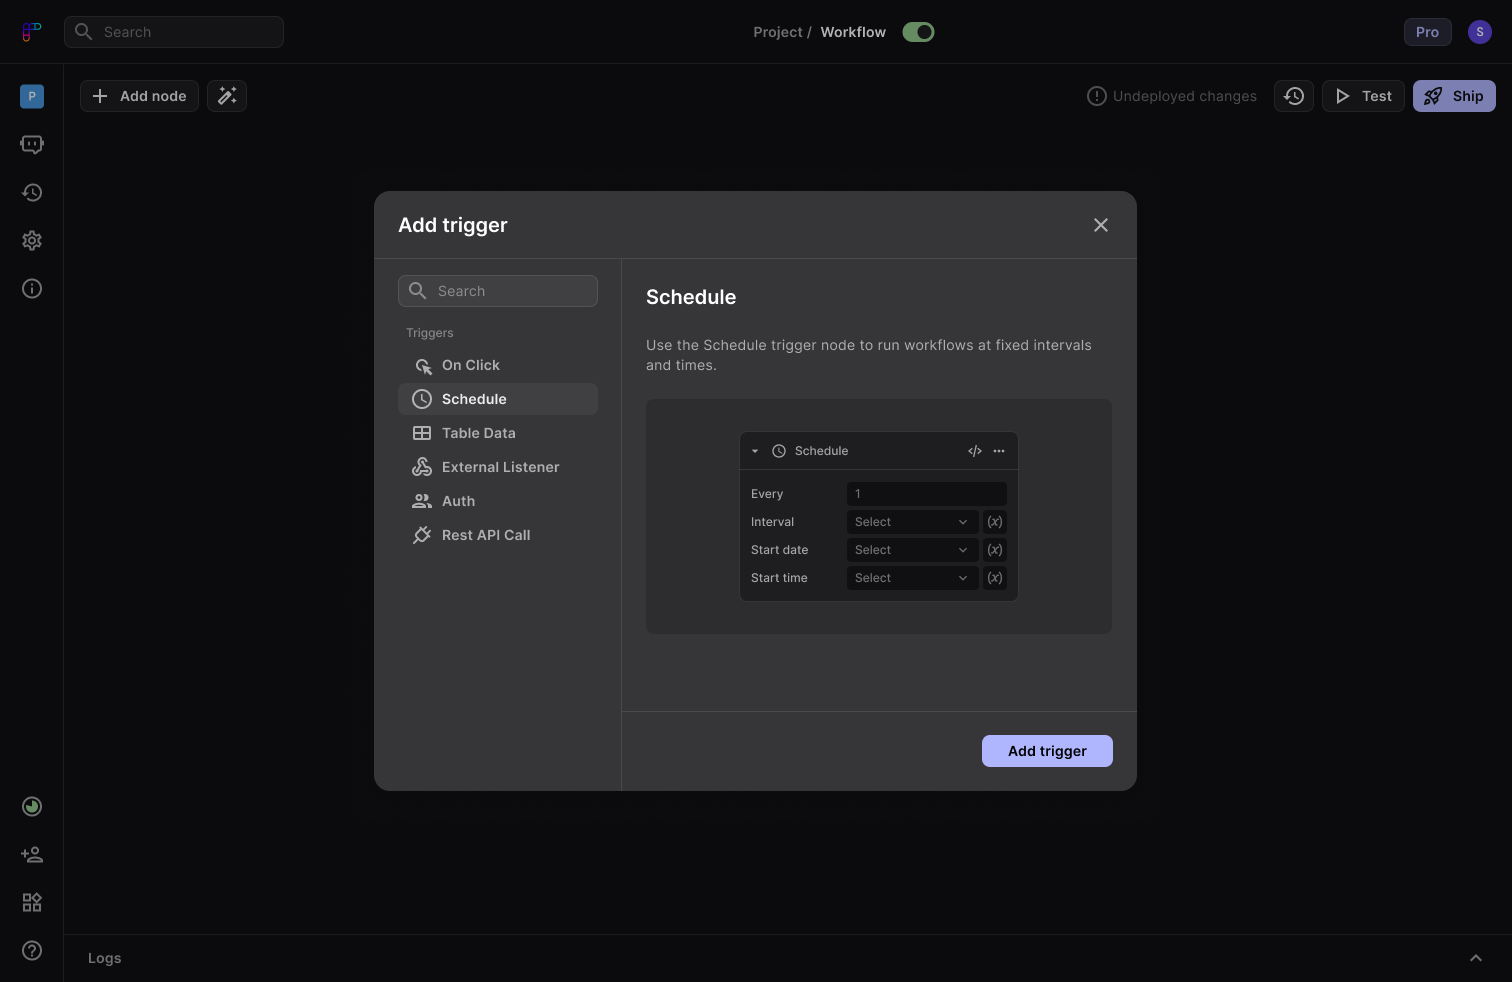 Search
Project / Workflow
Pro
S
P
Add node
Undeployed changes
Test
Ship
Add trigger
Search
Triggers
On Click
Schedule
Table Data
External Listener
Auth
Rest API Call
Schedule
Use the Schedule trigger node to run workflows at fixed intervals
and times.
Schedule
Every
1
Interval
Select
(x)
Start date
Select
(x)
Start time
Select
(x)
Add trigger
Logs